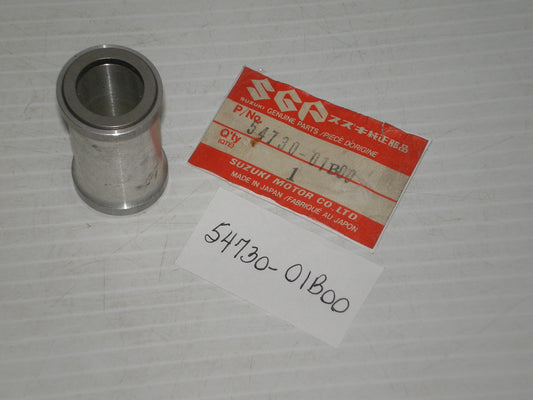 SGP スズキ純正部品
SUZUKI GENUINE PARTS / PIÈCE D'ORIGINE
P/No. 54730-01B00
Q'ty
(QTE) 1
SUZUKI MOTOR CO., LTD.
MADE IN JAPAN / FABRIQUÉ AU JAPON
54730-01B00